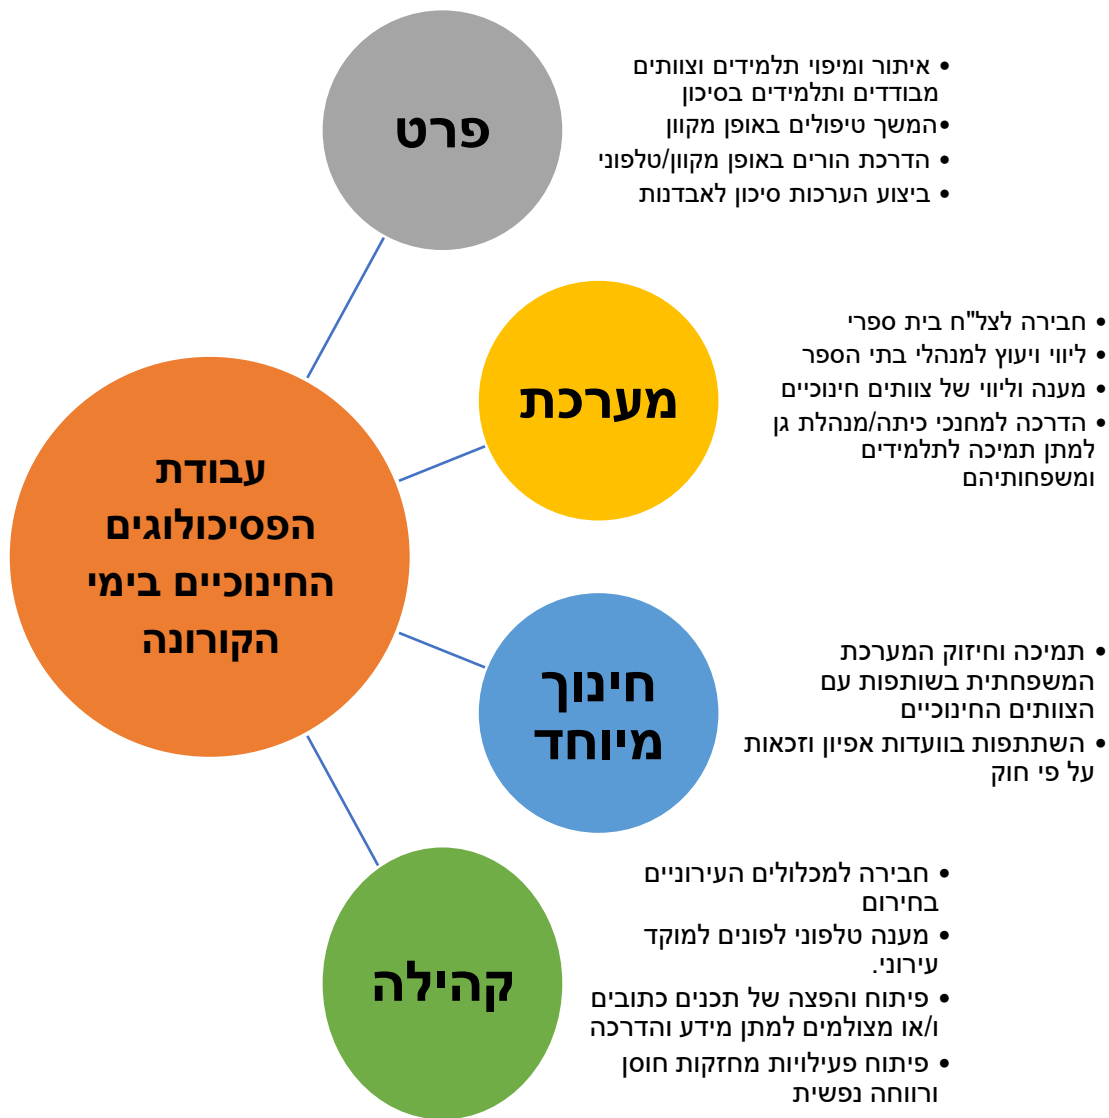 פרט
• איתור ומיפוי תלמידים וצוותים
מבודדים ותלמידים בסיכון
•המשך טיפולים באופן מקוון
• הדרכת הורים באופן מקוון/טלפוני
• ביצוע הערכות סיכון לאבדנות
מערכת
• חבירה לצל"ח בית ספרי
• ליווי ויעוץ למנהלי בתי הספר
• מענה וליווי של צוותים חינוכיים
• הדרכה למחנכי כיתה/מנהלת גן
למתן תמיכה לתלמידים
ומשפחותיהם
עבודת
הפסיכולוגים
החינוכיים בימי
הקורונה
חינוך
מיוחד
• תמיכה וחיזוק המערכת
המשפחתית בשותפות עם
הצוותים החינוכיים
• השתתפות בוועדות אפיון וזכאות
על פי חוק
קהילה
• חבירה למכלולים העירוניים
בחירום
• מענה טלפוני לפונים למוקד
עירוני.
• פיתוח והפצה של תכנים כתובים
ו/או מצולמים למתן מידע והדרכה
• פיתוח פעילויות מחזקות חוסן
ורווחה נפשית